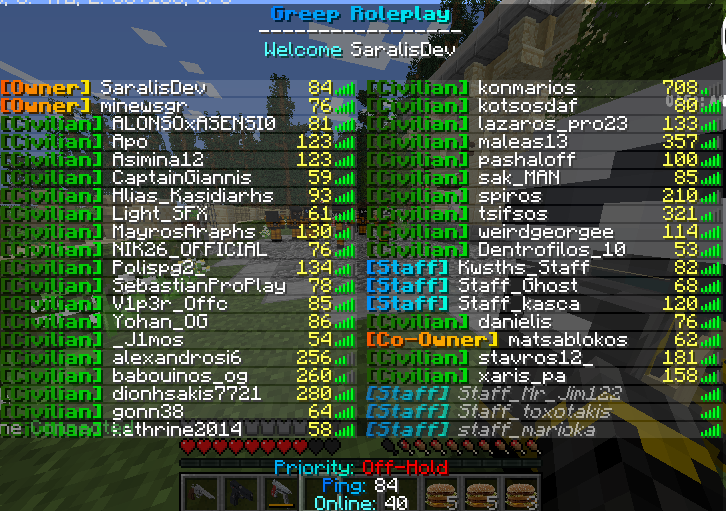 Greep Roleplay
------------------
Welcome SaralisDev
[Owner] SaralisDev 84
[Owner] minewsgr 76
[Civilian] ALONSOxASENSI0 81
[Civilian] Apo 123
[Civilian] Asimina12 123
[Civilian] CaptainGiannis 59
[Civilian] Hlias_Kasidiarhs 93
[Civilian] Light_SFX 61
[Civilian] MayrosAraphs 130
[Civilian] NIK26_OFFICIAL 76
[Civilian] Polispg2_ 134
[Civilian] SebastianProPlay 78
[Civilian] V1p3r_Offc 85
[Civilian] Yohan_OG 86
[Civilian] _J1mos 54
[Civilian] alexandrosi6 256
[Civilian] babouinos_og 260
[Civilian] dionhsakis7721 280
[Civilian] gonn38 64
[Civilian] kathrine2014 58
[Civilian] konmarios 708
[Civilian] kotsosdaf 80
[Civilian] lazaros_pro23 133
[Civilian] maleas13 357
[Civilian] pashaloff 100
[Civilian] sak_MAN 85
[Civilian] spiros 210
[Civilian] tsifsos 321
[Civilian] weirdgeorgee 114
[Civilian] Dentrofilos_10 53
[Staff] Kwsths_Staff 82
[Staff] Staff_Ghost 68
[Staff] Staff_kasca 120
[Civilian] danielis 76
[Co-Owner] matsablokos 62
[Civilian] stavros12_ 181
[Civilian] xaris_pa 158
[Staff] Staff_Mr_Jim122
[Staff] Staff_toxotakis
[Staff] staff_marioka
Priority: Off-Hold
Ping: 84
Online: 40
5 5 3